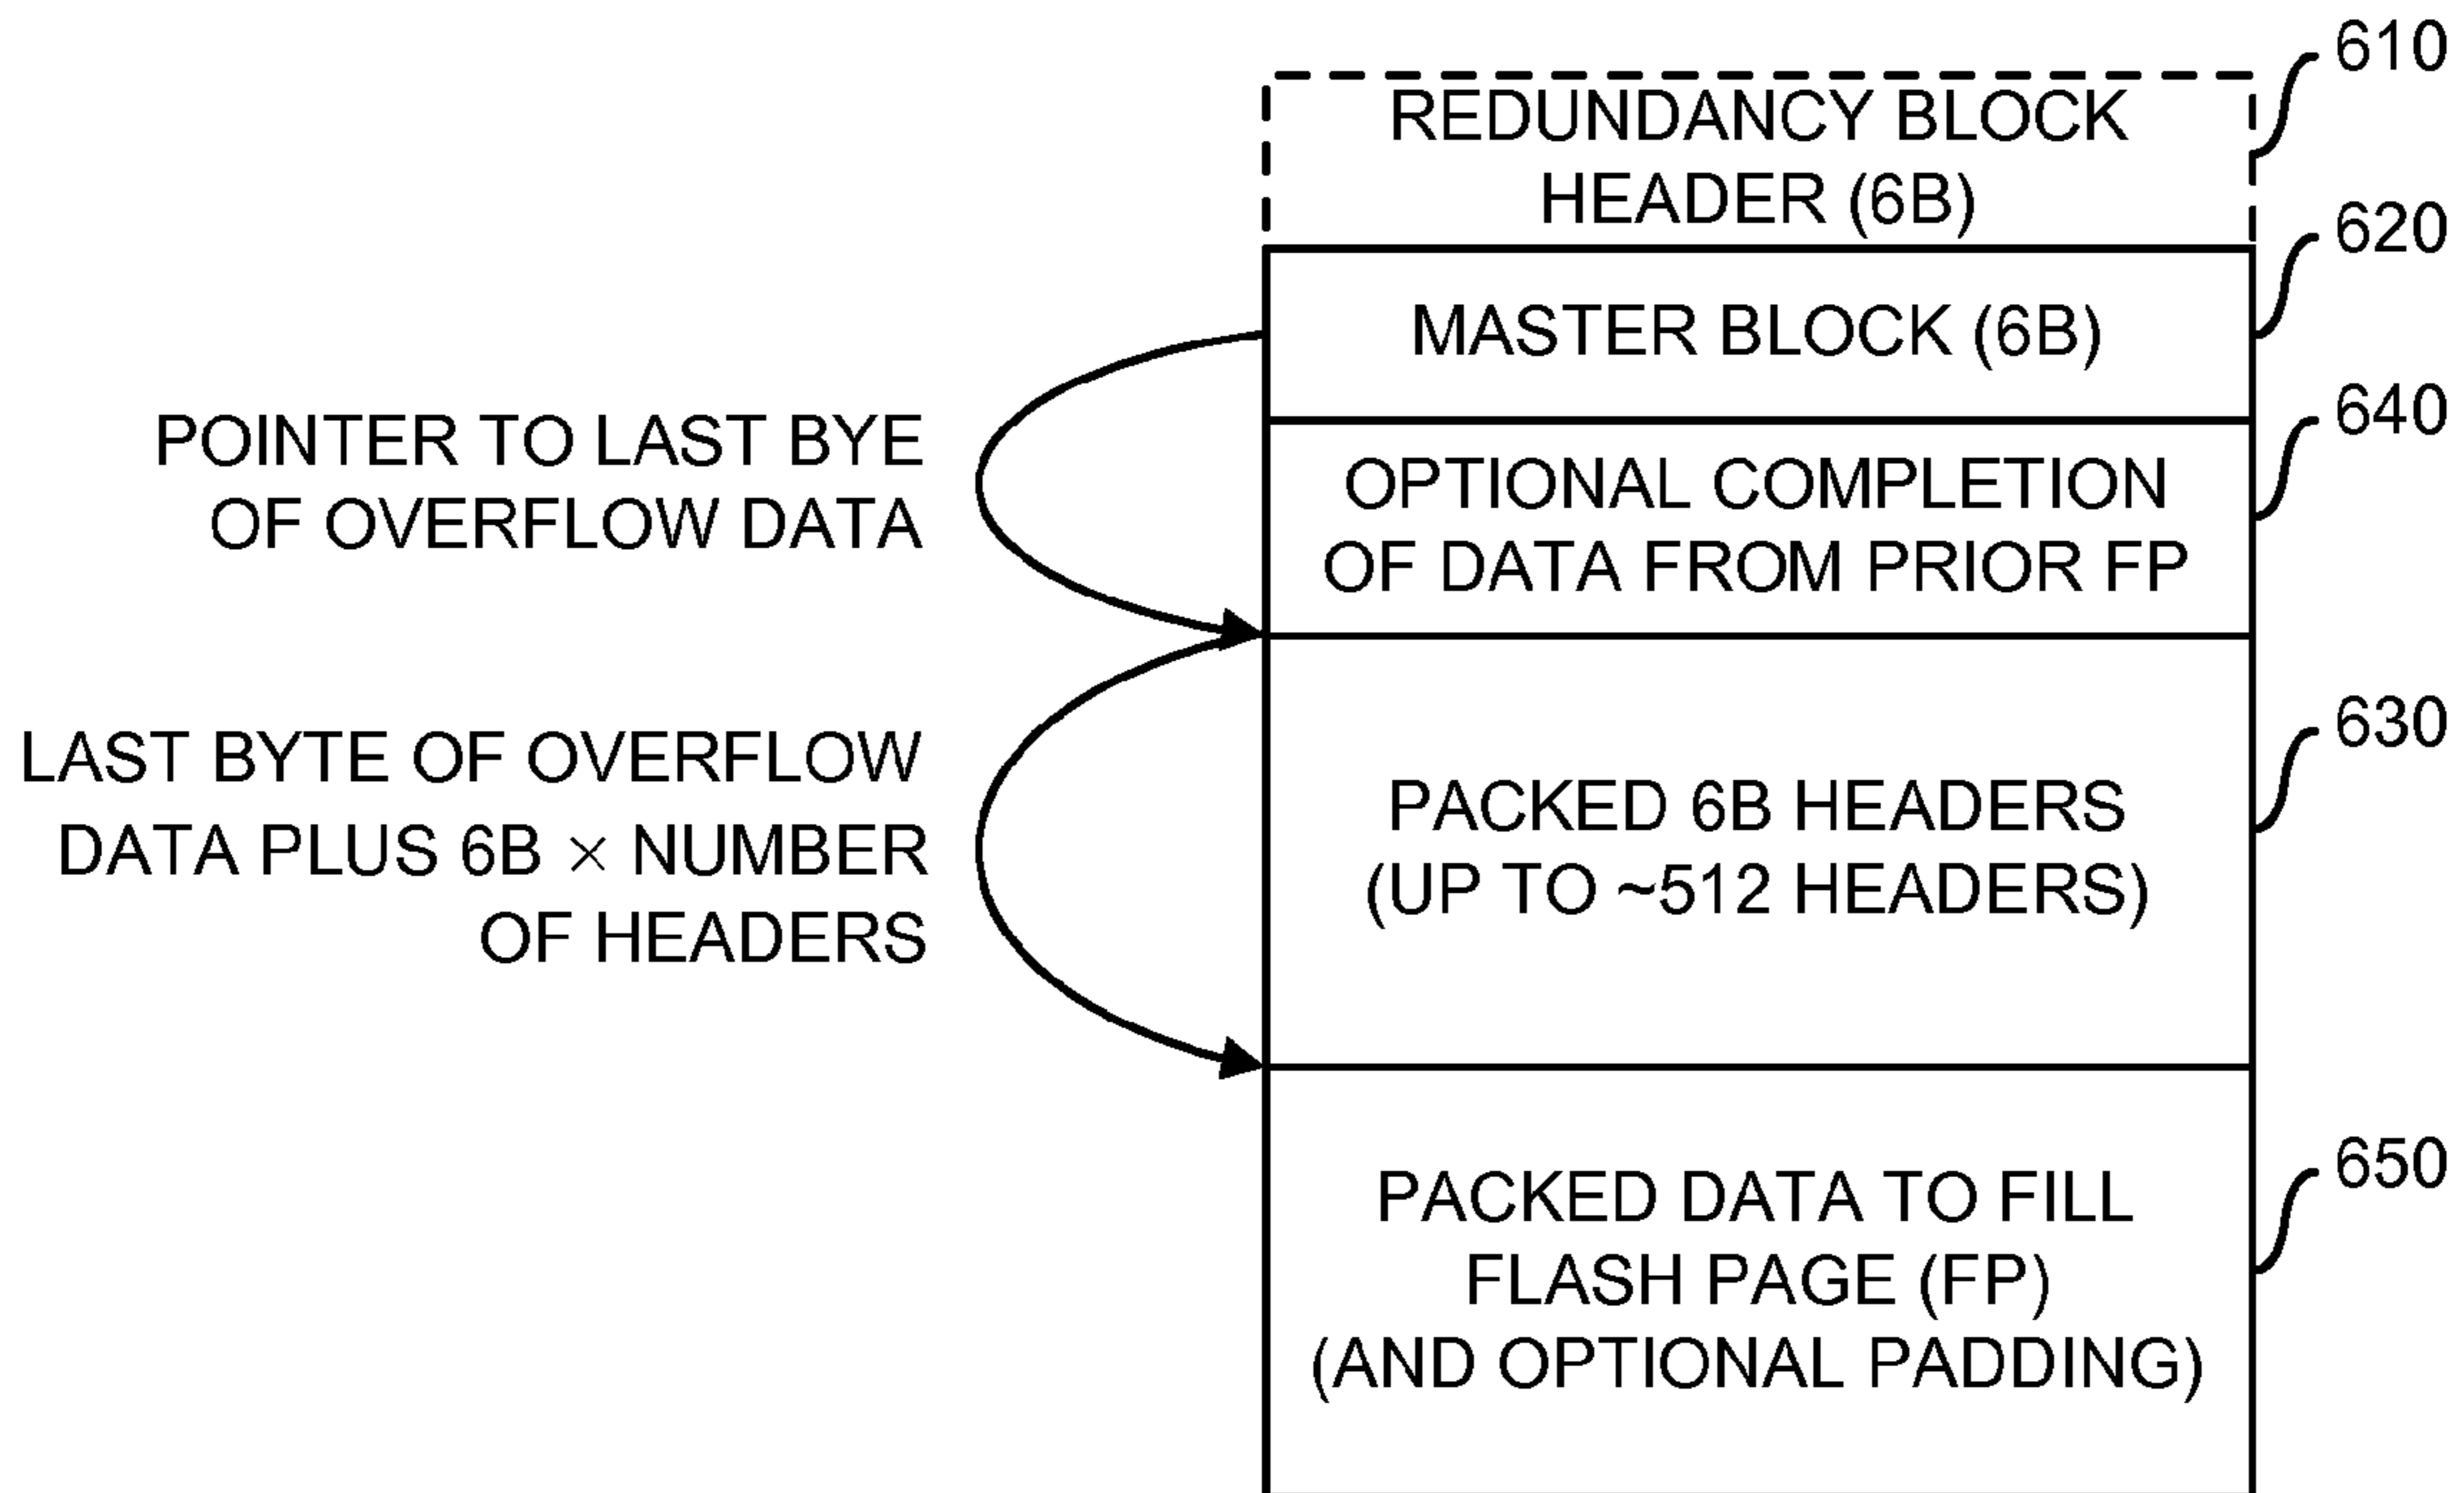 610
REDUNDANCY BLOCK
HEADER (6B)
620
MASTER BLOCK (6B)
640
POINTER TO LAST BYE
OF OVERFLOW DATA
OPTIONAL COMPLETION
OF DATA FROM PRIOR FP
630
LAST BYTE OF OVERFLOW
DATA PLUS 6B × NUMBER
OF HEADERS
PACKED 6B HEADERS
(UP TO ~512 HEADERS)
650
PACKED DATA TO FILL
FLASH PAGE (FP)
(AND OPTIONAL PADDING)